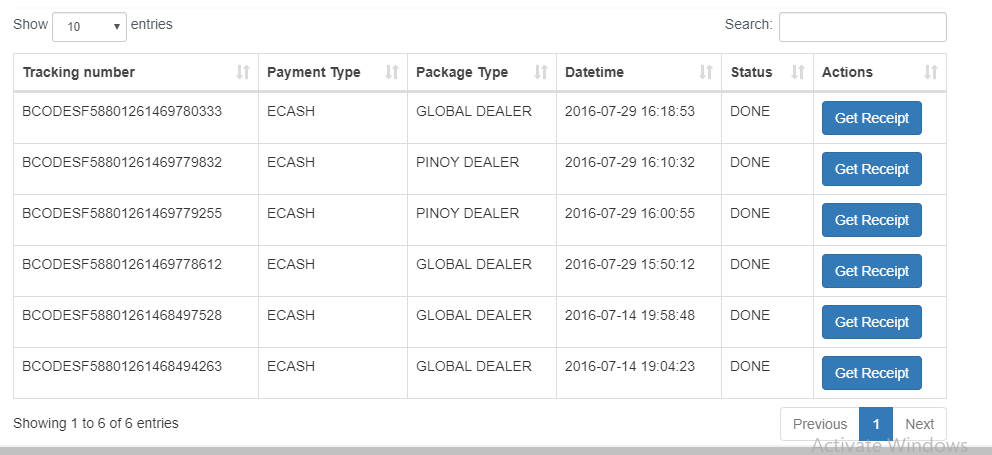 Show 10 entries Search:
Tracking number Payment Type Package Type Datetime Status Actions
BCODESF58801261469780333 ECASH GLOBAL DEALER 2016-07-29 16:18:53 DONE Get Receipt
BCODESF58801261469779832 ECASH PINOY DEALER 2016-07-29 16:10:32 DONE Get Receipt
BCODESF58801261469779255 ECASH PINOY DEALER 2016-07-29 16:00:55 DONE Get Receipt
BCODESF58801261469778612 ECASH GLOBAL DEALER 2016-07-29 15:50:12 DONE Get Receipt
BCODESF58801261468497528 ECASH GLOBAL DEALER 2016-07-14 19:58:48 DONE Get Receipt
BCODESF58801261468494263 ECASH GLOBAL DEALER 2016-07-14 19:04:23 DONE Get Receipt
Showing 1 to 6 of 6 entries Previous 1 Next
Activate Windows